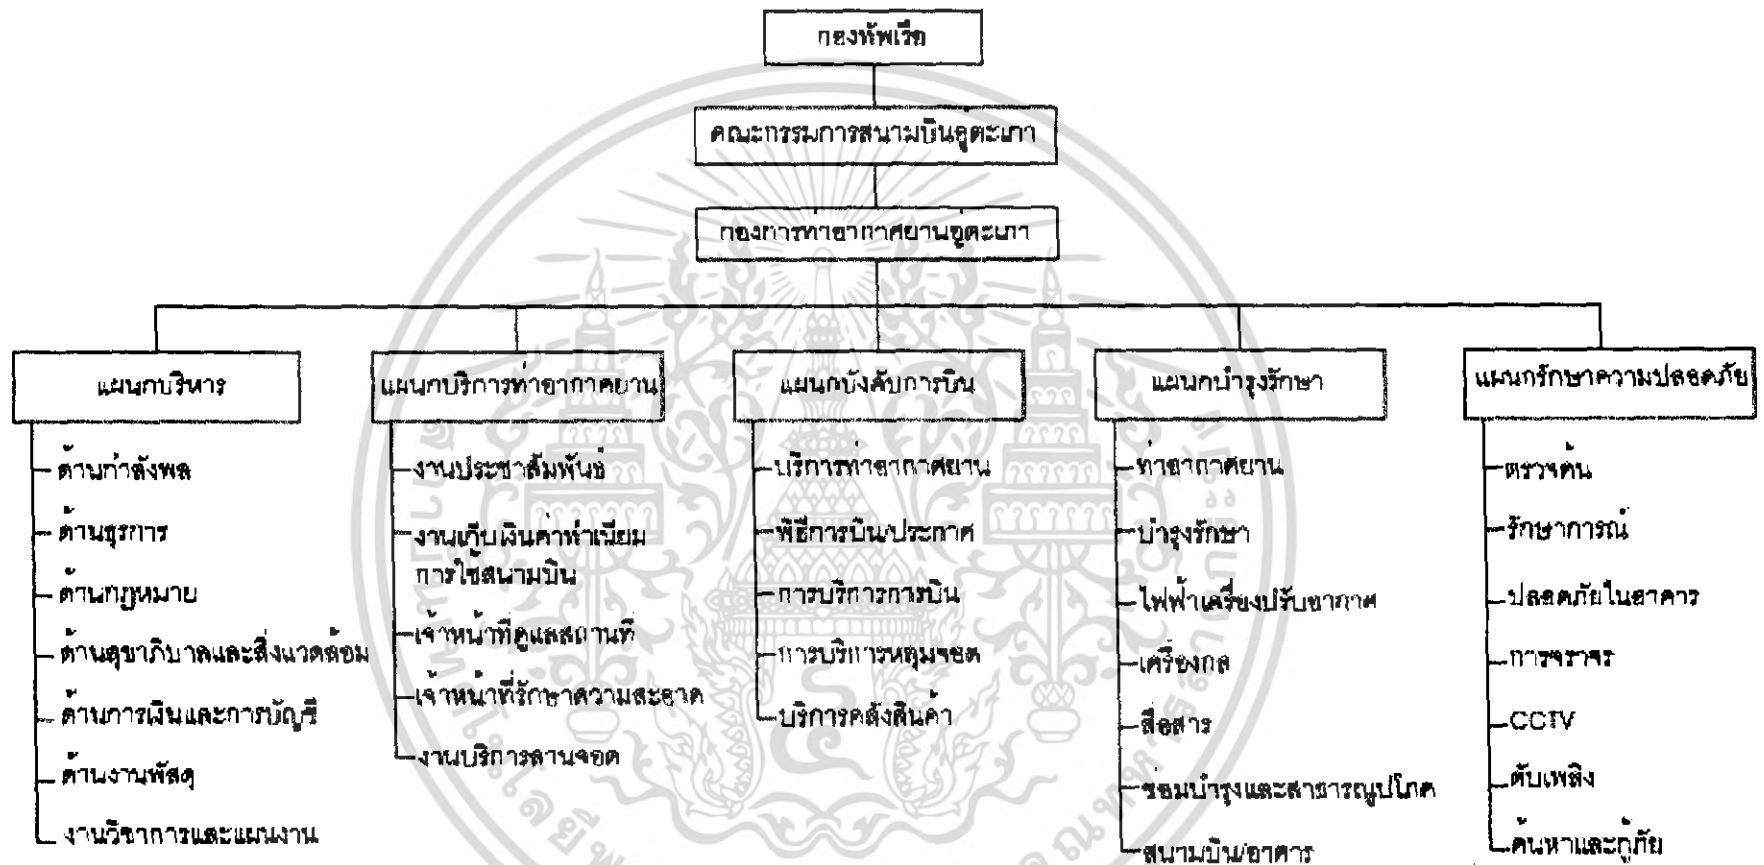 กองทัพเรือ
คณะกรรมการสนามบินอู่ตะเภา
กองการท่าอากาศยานอู่ตะเภา
แผนกบริหาร
ด้านกำลังพล
ด้านธุรการ
ด้านกฎหมาย
ด้านสุขาภิบาลและสิ่งแวดล้อม
ด้านการเงินและการบัญชี
ด้านงานพัสดุ
งานวิชาการและแผนงาน
แผนกบริการท่าอากาศยาน
งานประชาสัมพันธ์
งานเก็บเงินค่าทำเนียม
การใช้สนามบิน
เจ้าหน้าที่ดูแลสถานที่
เจ้าหน้าที่รักษาความสะอาด
งานบริการลานจอด
แผนกบังคับการบิน
บริการท่าอากาศยาน
พิธีการบิน/ประกาศ
การบริการการบิน
การบริการหลุมจอด
บริการคลังสินค้า
แผนกบำรุงรักษา
ท่าอากาศยาน
บำรุงรักษา
ไฟฟ้าเครื่องปรับอากาศ
เครื่องกล
สื่อสาร
ซ่อมบำรุงและสาธารณูปโภค
สนามบิน/อาคาร
แผนกรักษาความปลอดภัย
ตรวจค้น
รักษาการณ์
ปลอดภัยในอาคาร
การจราจร
CCTV
ดับเพลิง
ค้นหาและกู้ภัย